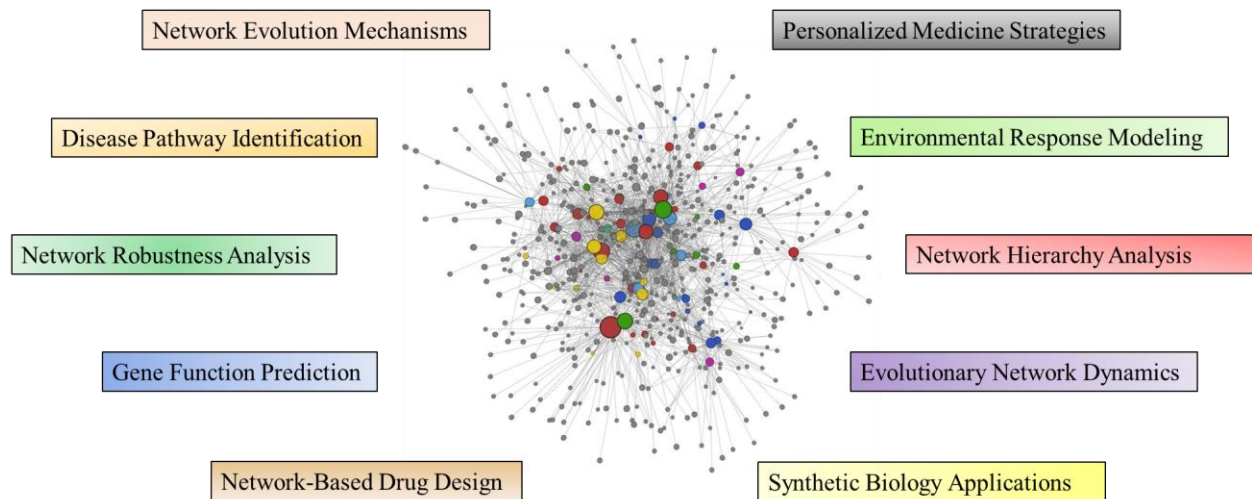 Network Evolution Mechanisms
Personalized Medicine Strategies
Disease Pathway Identification
Environmental Response Modeling
Network Robustness Analysis
Network Hierarchy Analysis
Gene Function Prediction
Evolutionary Network Dynamics
Network-Based Drug Design
Synthetic Biology Applications